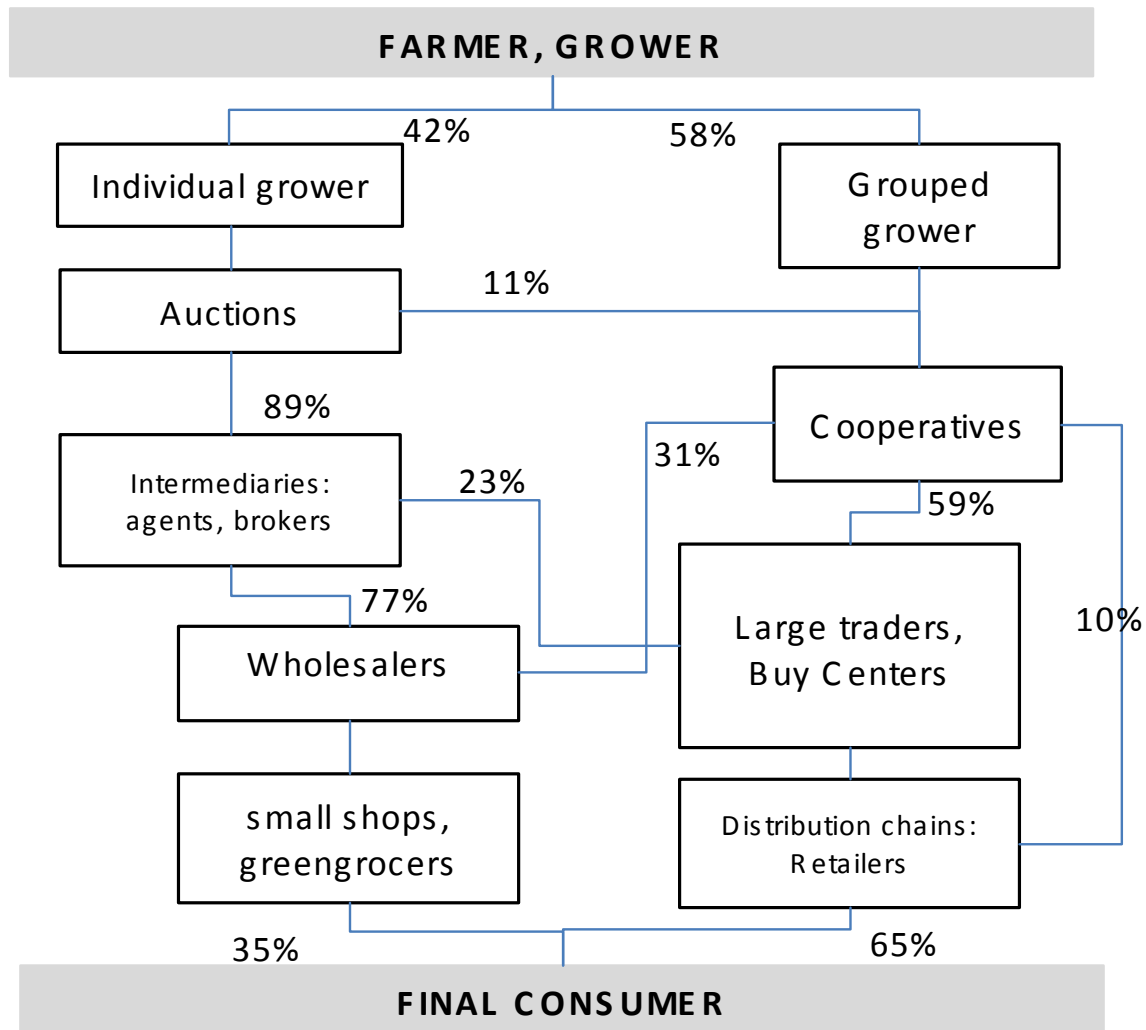 FARMER, GROWER
42%
58%
Individual grower
Grouped
grower
Auctions
11%
89%
Cooperatives
Intermediaries:
agents, brokers
23%
31%
59%
77%
10%
Wholesalers
Large traders,
Buy Centers
small shops,
greengrocers
Distribution chains:
Retailers
35%
65%
FINAL CONSUMER